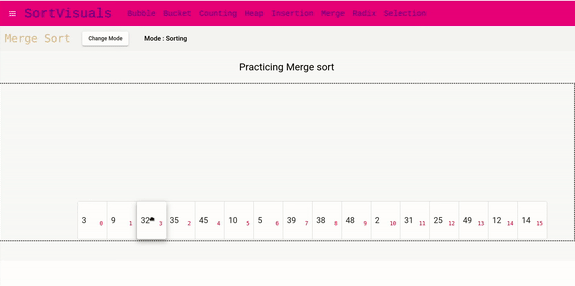 SortVisuals Bubble Bucket Counting Heap Insertion Merge Radix Selection
Merge Sort Change Mode Mode : Sorting
Practicing Merge sort
3 0 9 1 32 3 35 2 45 4 10 5 5 6 39 7 38 8 48 9 2 10 31 11 25 12 49 13 12 14 14 15